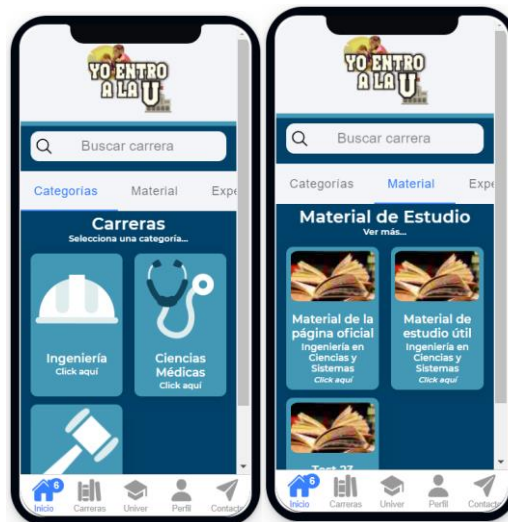 YO ENTRO
A LA U
Buscar carrera
Categorías Material Expe
Carreras
Selecciona una categoría...
Ingeniería
Click aquí
Ciencias
Médicas
Click aquí
6
Inicio Carreras Univer Perfil Contacto
YO ENTRO
A LA U
Buscar carrera
Categorías Material Expe
Material de Estudio
Ver más...
Material de la
página oficial
Ingeniería en
Ciencias y
Sistemas
Click aquí
Material de
estudio útil
Ingeniería en
Ciencias y
Sistemas
Click aquí
6
Inicio Carreras Univer Perfil Contacto